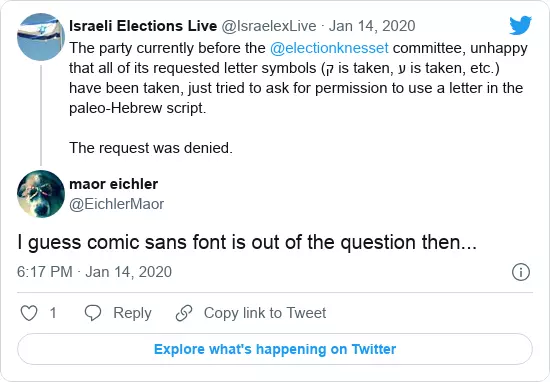 Israeli Elections Live @IsraelexLive · Jan 14, 2020
The party currently before the @electionknesset committee, unhappy
that all of its requested letter symbols (ק is taken, ע is taken, etc.)
have been taken, just tried to ask for permission to use a letter in the
paleo-Hebrew script.
The request was denied.
maor eichler
@EichlerMaor
I guess comic sans font is out of the question then...
6:17 PM · Jan 14, 2020
1 Reply Copy link to Tweet
Explore what's happening on Twitter